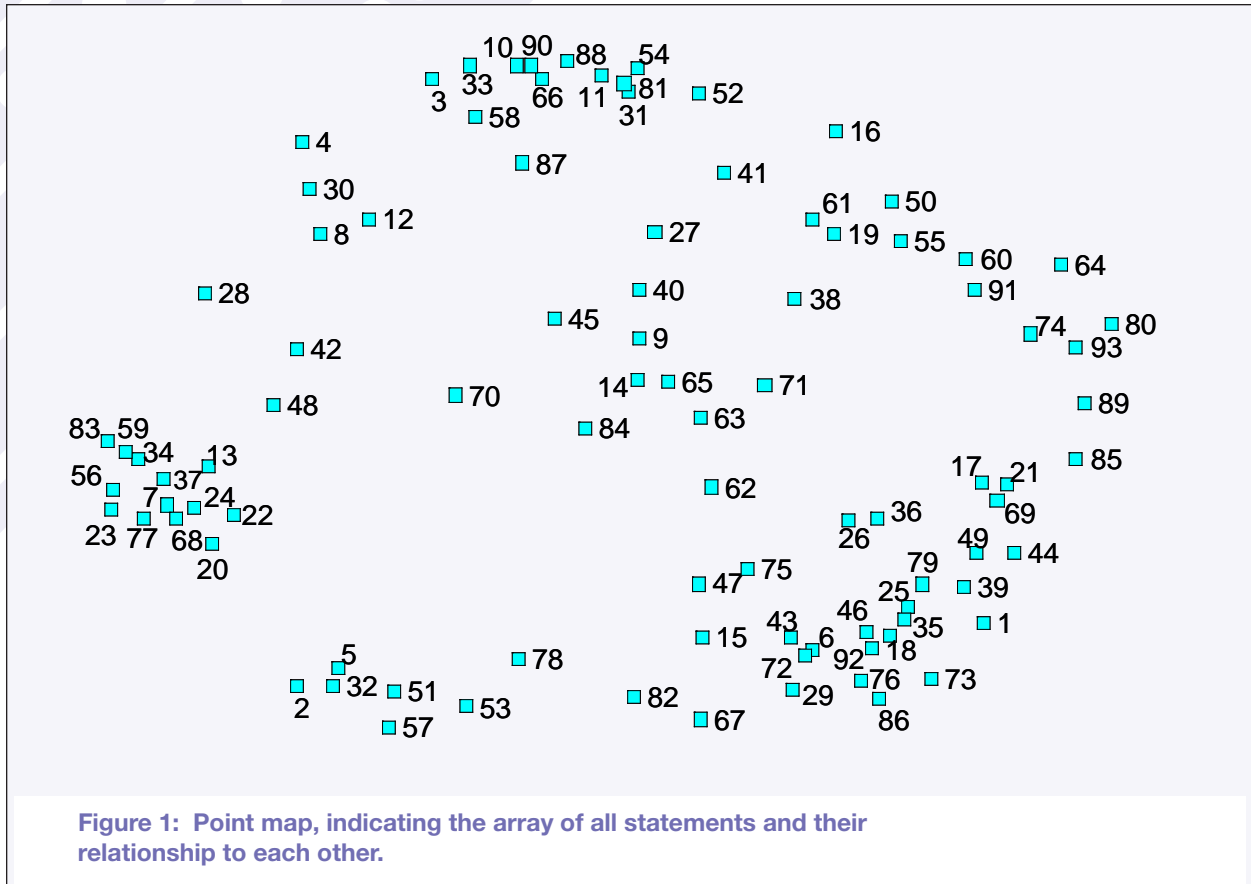 10 90 88 54
3 33 66 11 81 52
58 31
4 16
87 41
30
12 61 50
8 27 19 55
60 64
28 40 38 91
45 74 80
42 9 93
14 65 71
48 70 63 89
83 59 84
34 13 85
56 37 17 21
7 24 62
23 77 68 22 26 36 69
20 49 44
47 75 79 39
25
43 46 35 1
15 6 18
5 78 72 92
2 32 51 29 76 73
53 82 86
57 67
Figure 1: Point map, indicating the array of all statements and their
relationship to each other.